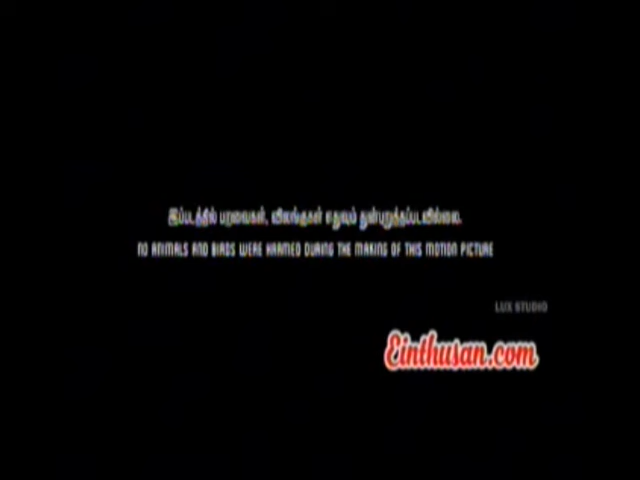 இப்படத்தில் பறவைகள், விலங்குகள் எதுவும் துன்புறுத்தப்படவில்லை.
NO ANIMALS AND BIRDS WERE HARMED DURING THE MAKING OF THIS MOTION PICTURE
LUX STUDIO
Einthusan.com